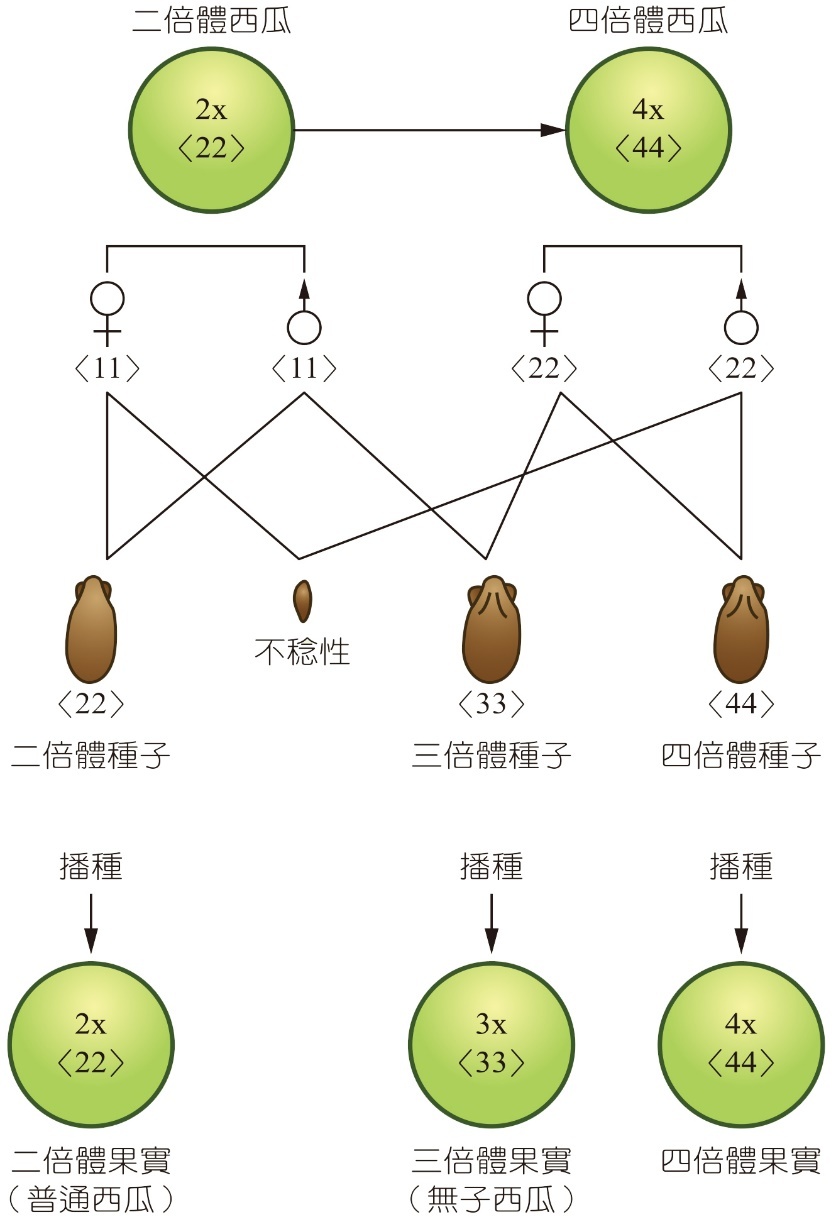 二倍體西瓜
四倍體西瓜
2x
〈22〉
4x
〈44〉
〈11〉
〈11〉
〈22〉
〈22〉
不稔性
〈22〉
〈33〉
〈44〉
二倍體種子
三倍體種子
四倍體種子
播種
播種
播種
2x
〈22〉
3x
〈33〉
4x
〈44〉
二倍體果實
（普通西瓜）
三倍體果實
（無子西瓜）
四倍體果實